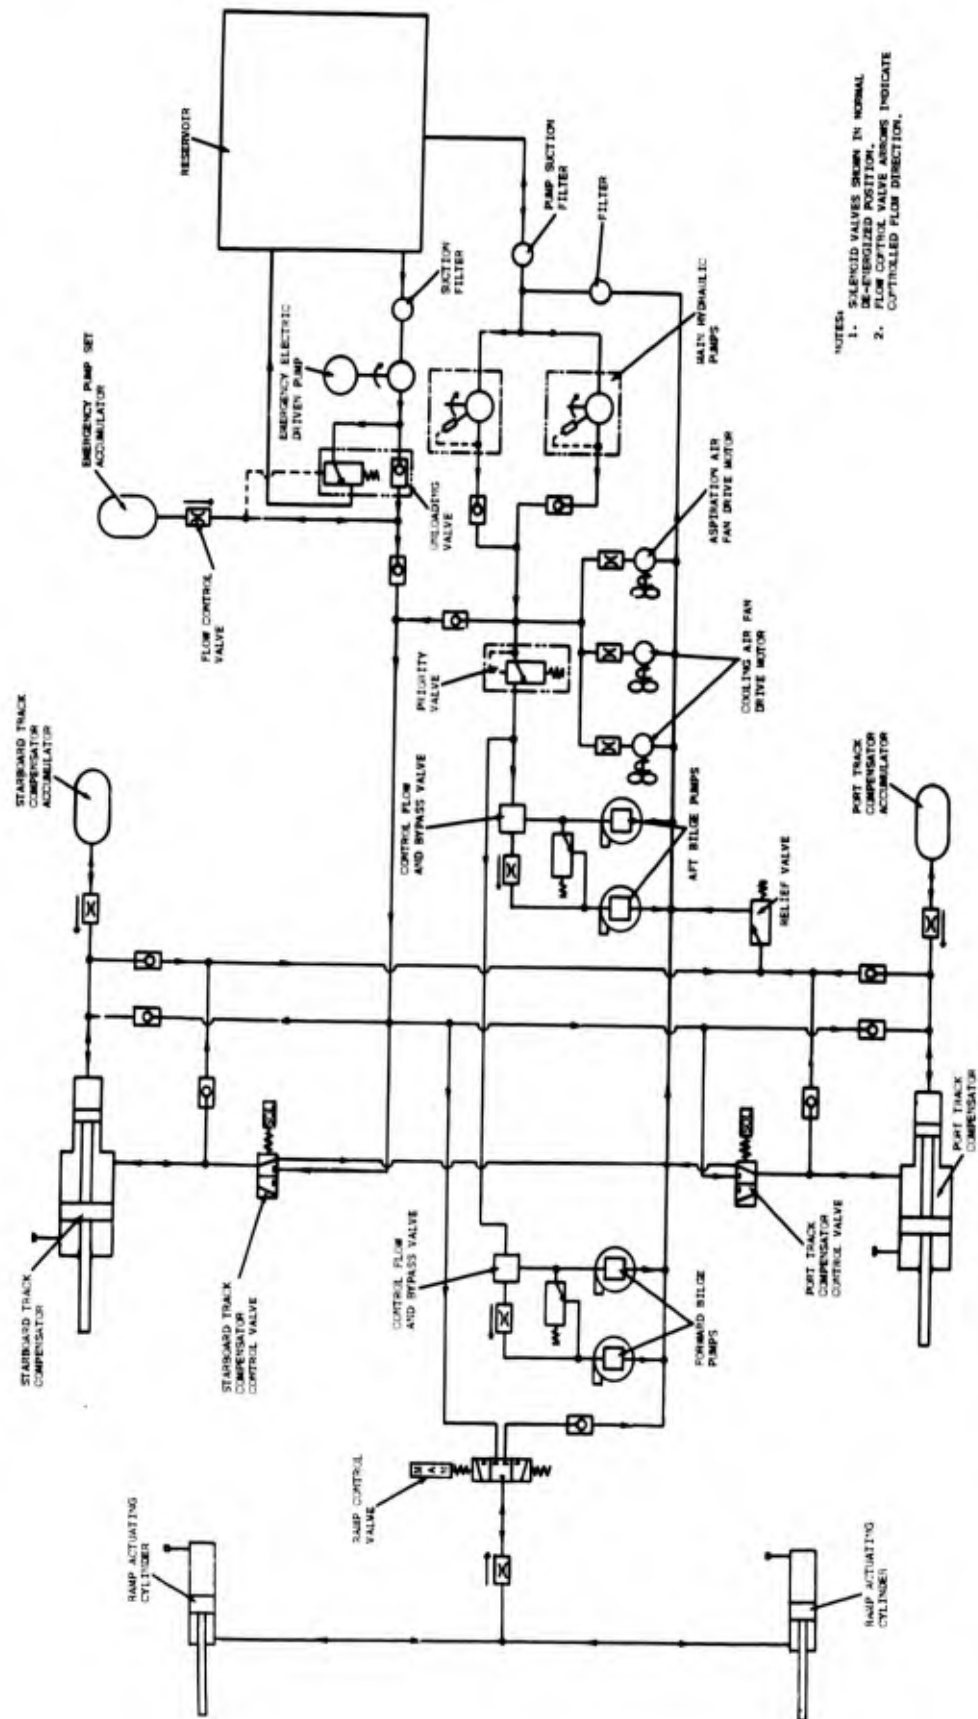 RESERVOIR
PUMP SUCTION
FILTER
FILTER
SUCTION
FILTER
EMERGENCY ELECTRIC
DRIVEN PUMP
EMERGENCY PUMP SET
ACCUMULATOR
MAIN HYDRAULIC
PUMPS
UNLOADING
VALVE
FLOW CONTROL
VALVE
ASPIRATION AIR
FAN DRIVE MOTOR
COOLING AIR FAN
DRIVE MOTOR
PRIORITY
VALVE
STARBOARD TRACK
COMPENSATOR
ACCUMULATOR
PORT TRACK
COMPENSATOR
ACCUMULATOR
CONTROL FLOW
AND BYPASS VALVE
AFT BILGE PUMPS
RELIEF VALVE
SOL
SOL
STARBOARD TRACK
COMPENSATOR
STARBOARD TRACK
COMPENSATOR
CONTROL VALVE
CONTROL FLOW
AND BYPASS VALVE
FORWARD BILGE
PUMPS
PORT TRACK
COMPENSATOR
CONTROL VALVE
PORT TRACK
COMPENSATOR
RAMP CONTROL
VALVE
MAN
RAMP ACTUATING
CYLINDER
RAMP ACTUATING
CYLINDER
NOTES:
1. SOLENOID VALVES SHOWN IN NORMAL
DE-ENERGIZED POSITION.
2. FLOW CONTROL VALVE ARROWS INDICATE
CONTROLLED FLOW DIRECTION.